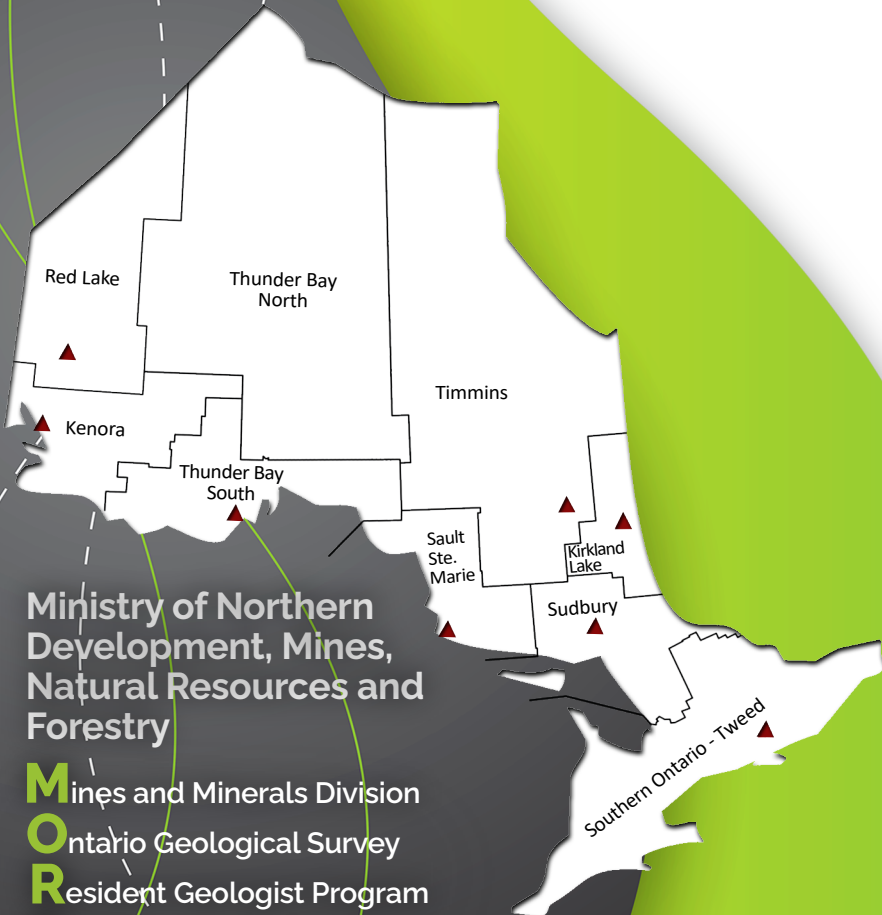 Red Lake
Thunder Bay
North
Timmins
Kenora
Thunder Bay
South
Sault
Ste.
Marie
Kirkland
Lake
Sudbury
Southern Ontario - Tweed
Ministry of Northern
Development, Mines,
Natural Resources and
Forestry
Mines and Minerals Division
Ontario Geological Survey
Resident Geologist Program